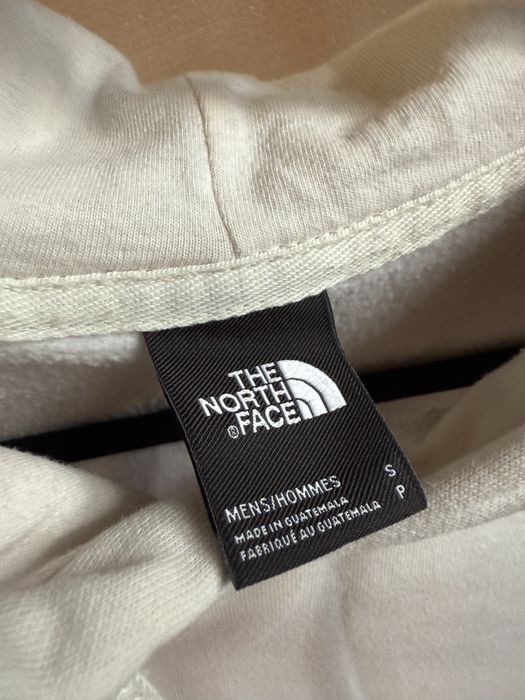 THE
NORTH
FACE
®
MENS/HOMMES S
MADE IN GUATEMALA P
FABRIQUÉ AU GUATEMALA